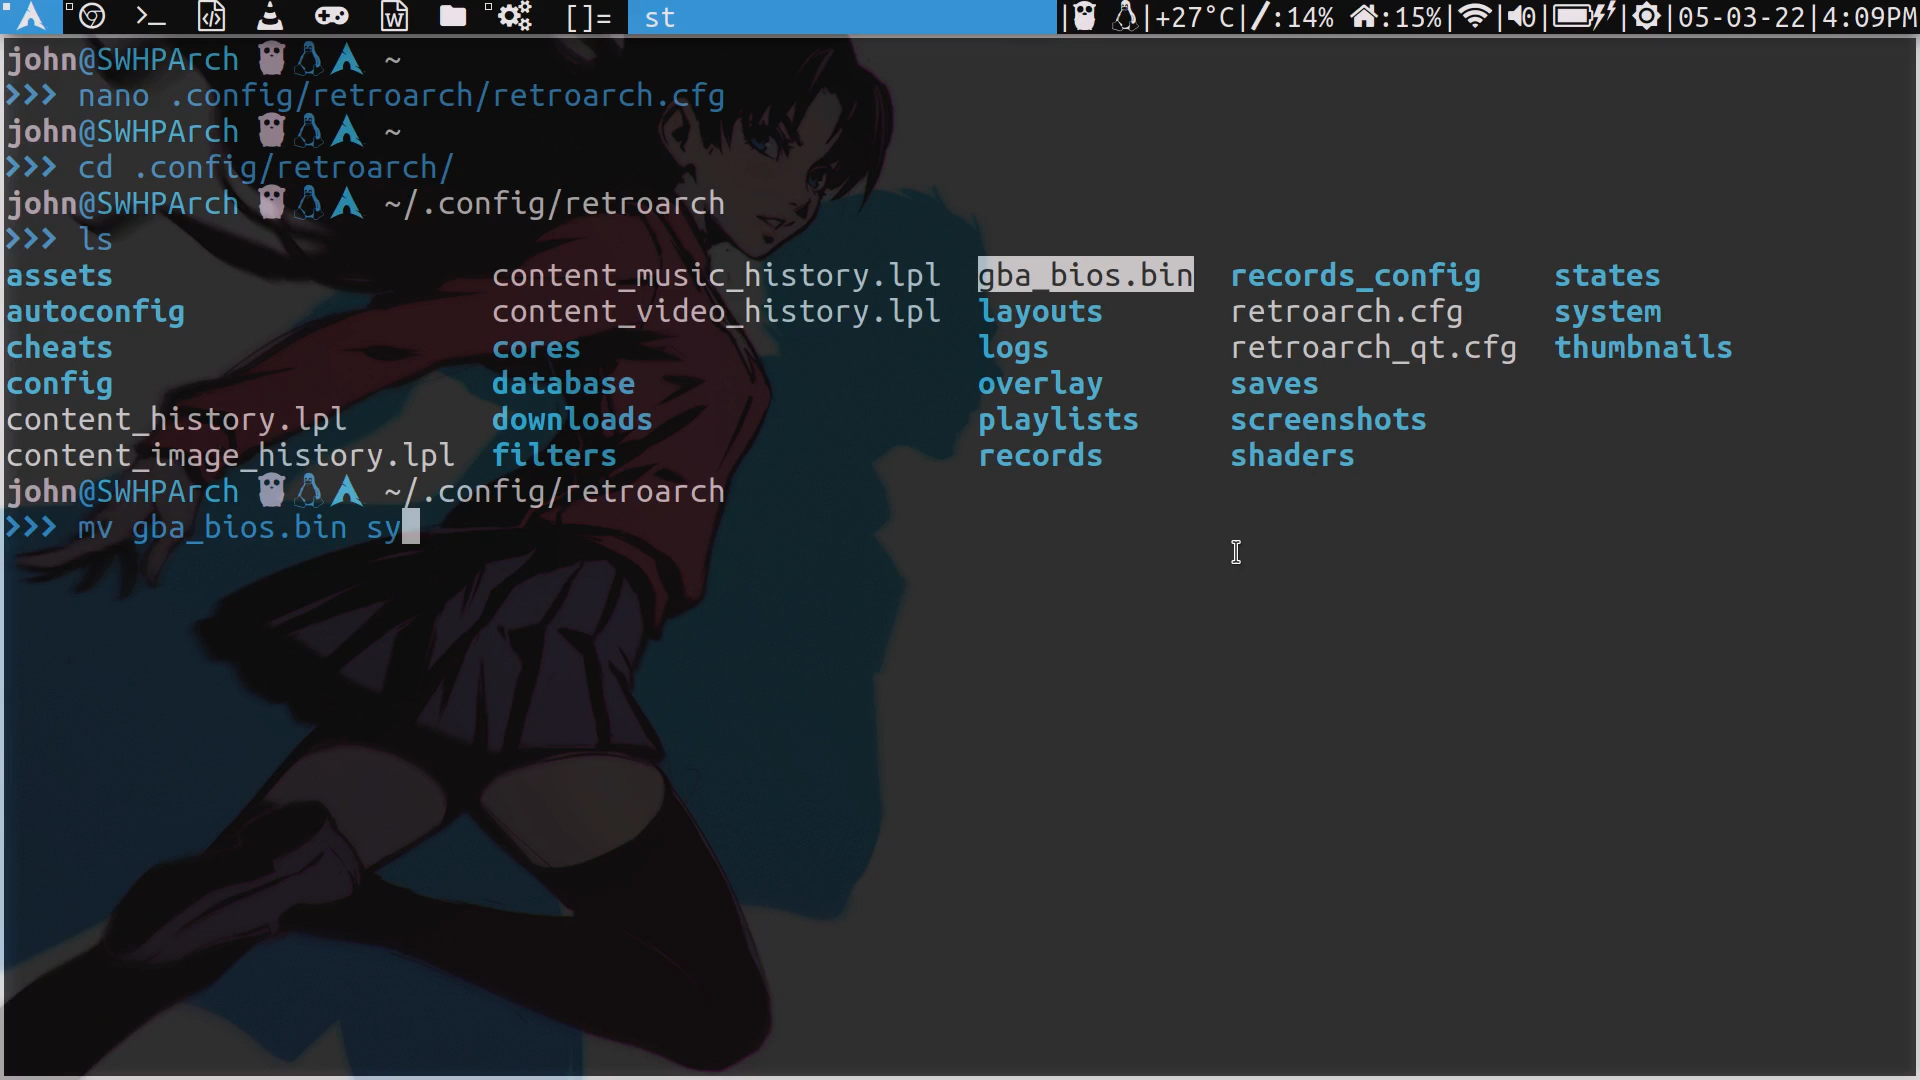 []= st |+27°C|/:14% :15%||0||05-03-22|4:09PM
john@SWHPArch ~
>>> nano .config/retroarch/retroarch.cfg
john@SWHPArch ~
>>> cd .config/retroarch/
john@SWHPArch ~/.config/retroarch
>>> ls
assets content_music_history.lpl gba_bios.bin records_config states
autoconfig content_video_history.lpl layouts retroarch.cfg system
cheats cores logs retroarch_qt.cfg thumbnails
config database overlay saves
content_history.lpl downloads playlists screenshots
content_image_history.lpl filters records shaders
john@SWHPArch ~/.config/retroarch
>>> mv gba_bios.bin sy